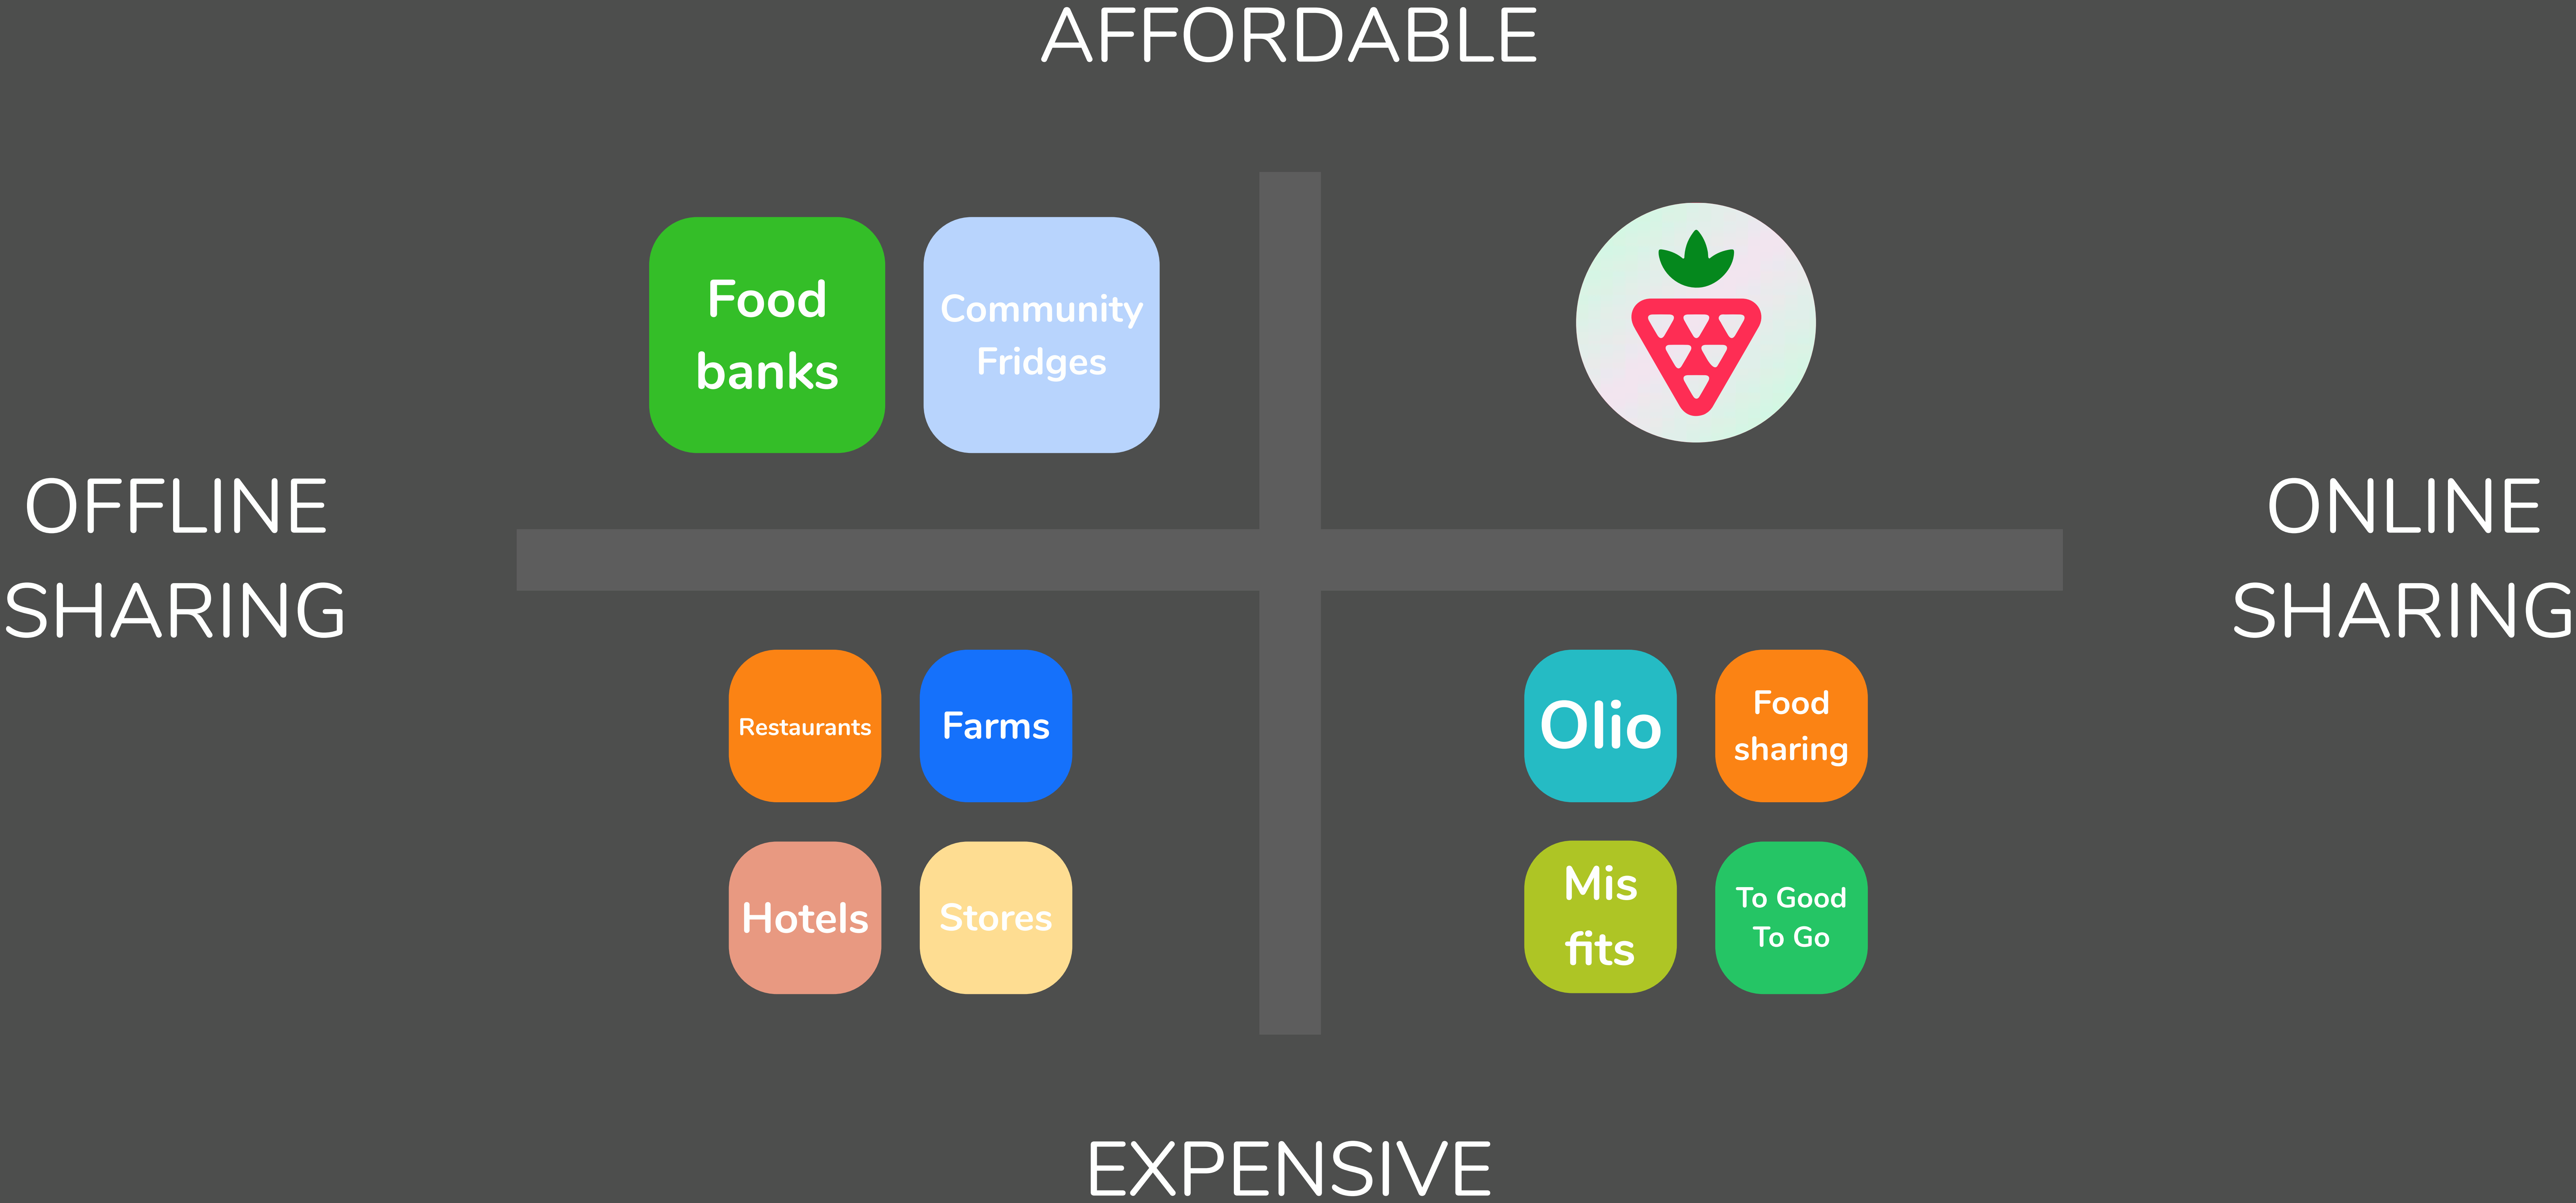 AFFORDABLE
Food
banks
Community
Fridges
OFFLINE
SHARING
ONLINE
SHARING
Restaurants
Farms
Hotels
Stores
Olio
Food
sharing
Mis
fits
To Good
To Go
EXPENSIVE